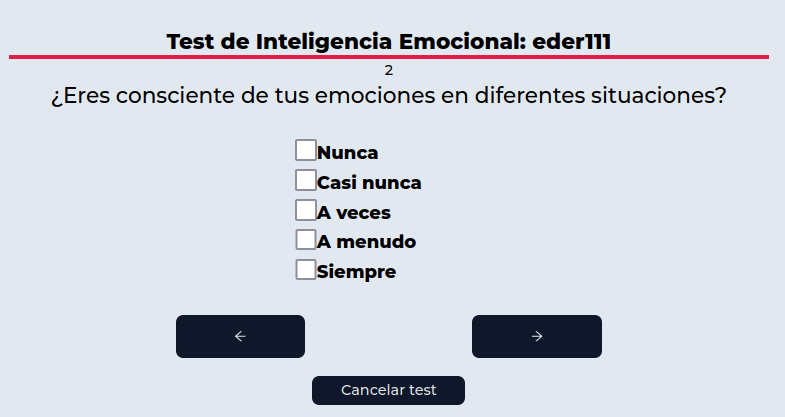 Test de Inteligencia Emocional: eder111
2
¿Eres consciente de tus emociones en diferentes situaciones?
Nunca
Casi nunca
A veces
A menudo
Siempre
← →
Cancelar test